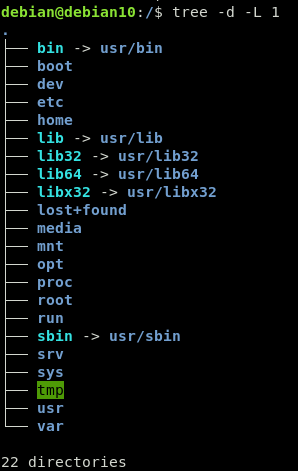 debian@debian10:/$ tree -d -L 1
.
├── bin -> usr/bin
├── boot
├── dev
├── etc
├── home
├── lib -> usr/lib
├── lib32 -> usr/lib32
├── lib64 -> usr/lib64
├── libx32 -> usr/libx32
├── lost+found
├── media
├── mnt
├── opt
├── proc
├── root
├── run
├── sbin -> usr/sbin
├── srv
├── sys
├── tmp
├── usr
└── var
22 directories